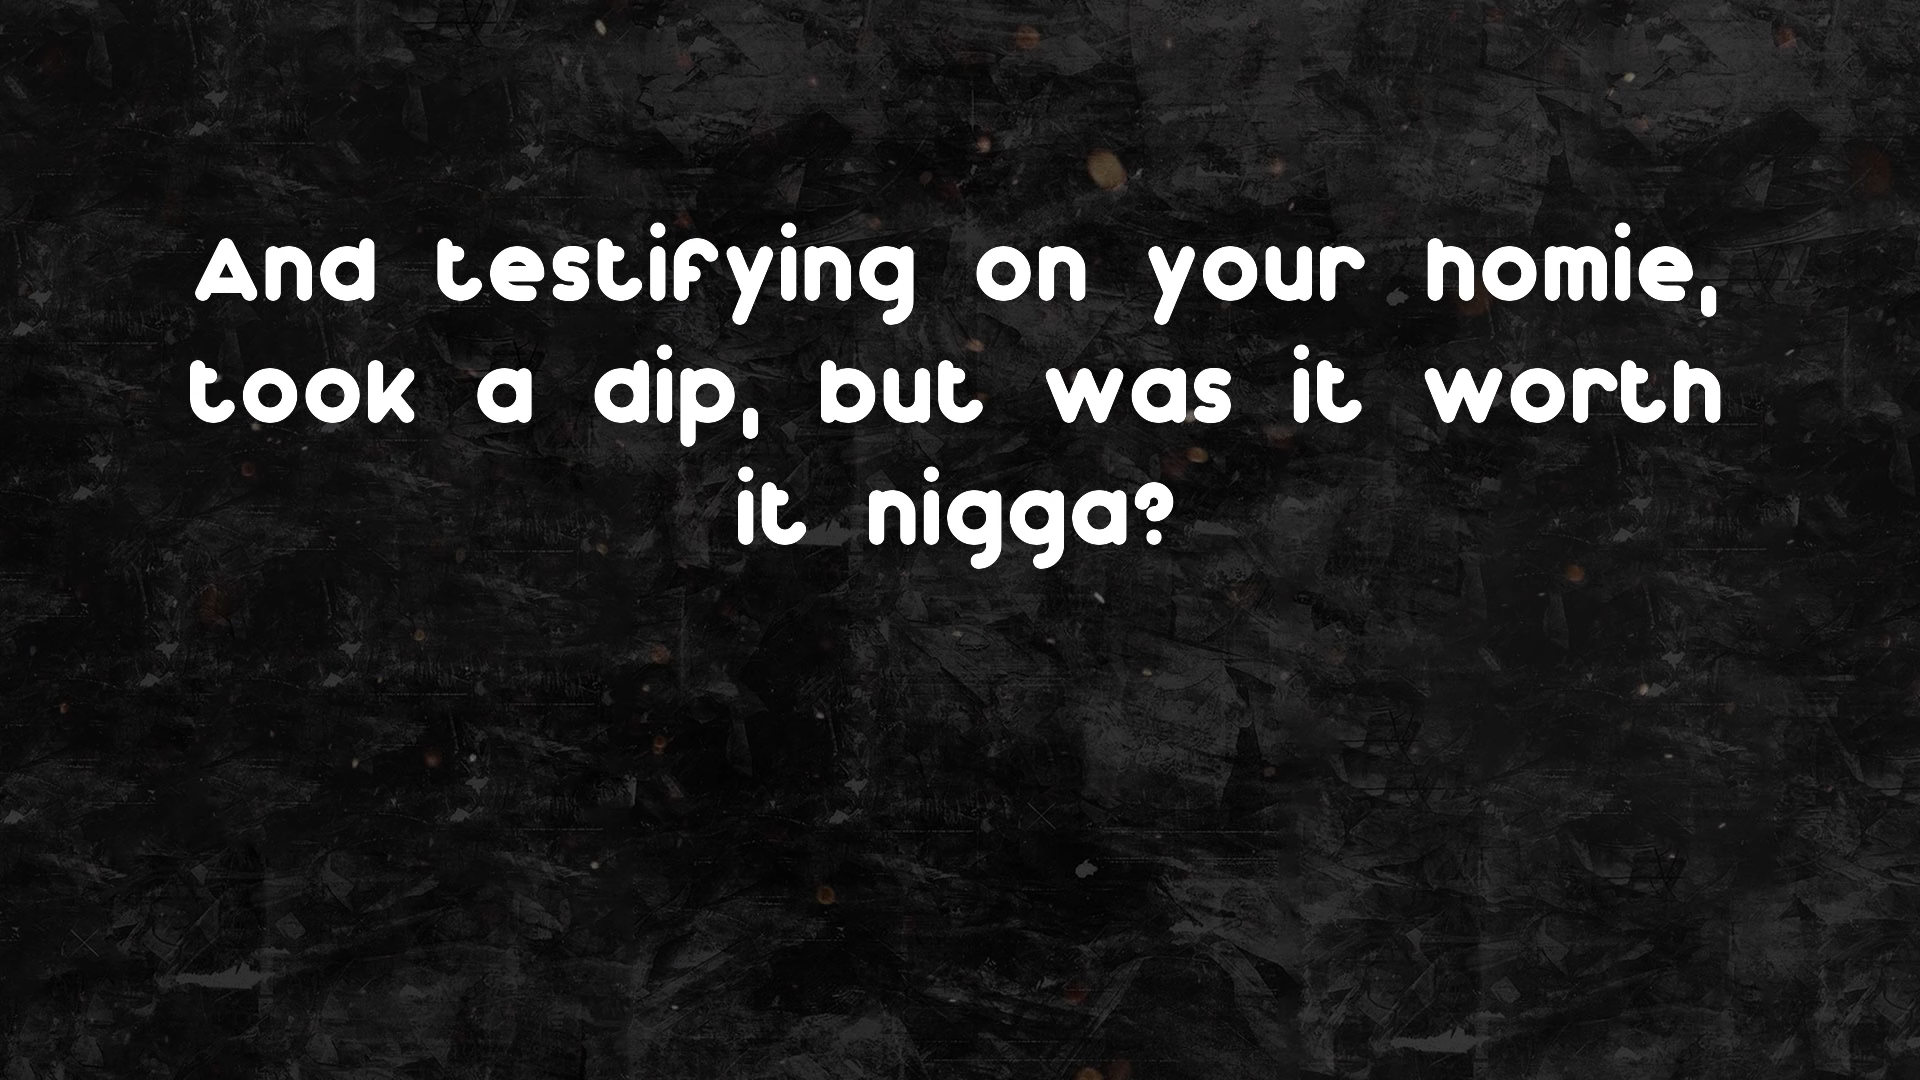 And testifying on your homie,
took a dip, but was it worth
it nigga?